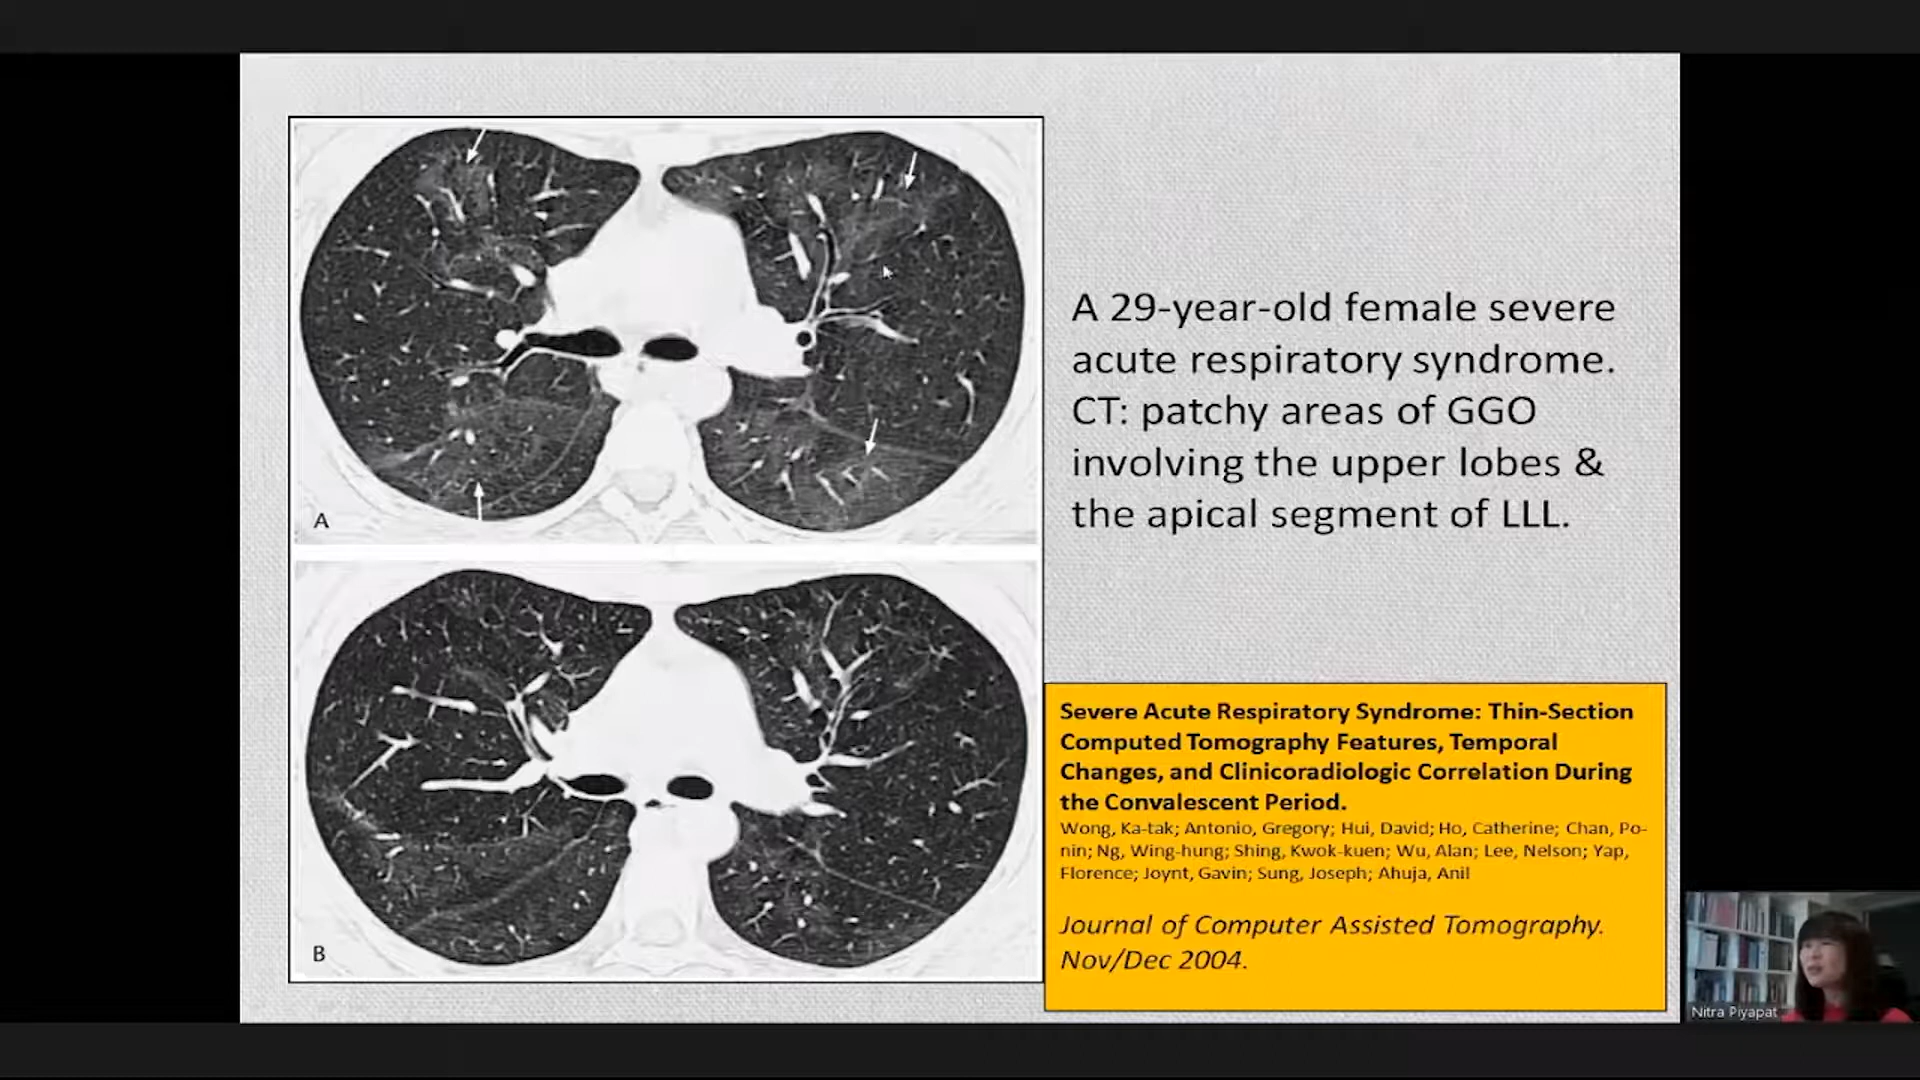 A
B
A 29-year-old female severe
acute respiratory syndrome.
CT: patchy areas of GGO
involving the upper lobes &
the apical segment of LLL.
Severe Acute Respiratory Syndrome: Thin-Section
Computed Tomography Features, Temporal
Changes, and Clinicoradiologic Correlation During
the Convalescent Period.
Wong, Ka-tak; Antonio, Gregory; Hui, David; Ho, Catherine; Chan, Po-
nin; Ng, Wing-hung; Shing, Kwok-kuen; Wu, Alan; Lee, Nelson; Yap,
Florence; Joynt, Gavin; Sung, Joseph; Ahuja, Anil
Journal of Computer Assisted Tomography.
Nov/Dec 2004.
Nitra Piyapat